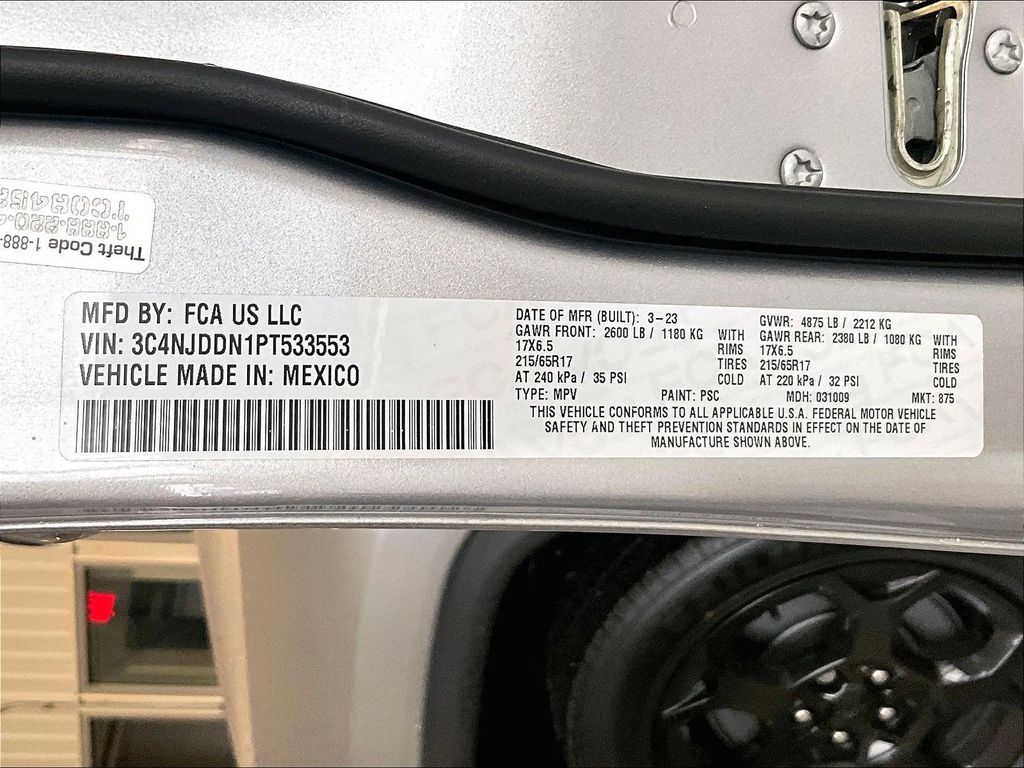 Theft Code 1-888-
MFD BY: FCA US LLC
VIN: 3C4NJDDN1PT533553
VEHICLE MADE IN: MEXICO
DATE OF MFR (BUILT): 3-23
GAWR FRONT: 2600 LB / 1180 KG WITH
17X6.5 RIMS
215/65R17 TIRES
AT 240 kPa / 35 PSI COLD
GVWR: 4875 LB / 2212 KG
GAWR REAR: 2380 LB / 1080 KG WITH
17X6.5 RIMS
215/65R17 TIRES
AT 220 kPa / 32 PSI COLD
TYPE: MPV PAINT: PSC MDH: 031009 MKT: 875
THIS VEHICLE CONFORMS TO ALL APPLICABLE U.S.A. FEDERAL MOTOR VEHICLE
SAFETY AND THEFT PREVENTION STANDARDS IN EFFECT ON THE DATE OF
MANUFACTURE SHOWN ABOVE.